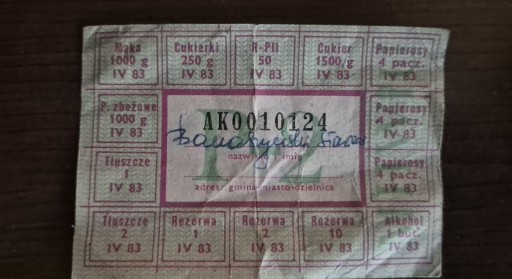 Mąka Cukierki R-PII Cukier Papierosy
1000 g 250 g 50 1500/g 4 pacz.
IV 83 IV 83 IV 83 IV 83 IV 83
P. zbożowe
1000 g
IV 83
AK0010124
nazwisko i imię
adres: gmina-miasto-dzielnica
Papierosy
4 pacz.
IV 83
Tłuszcze
1
IV 83
Papierosy
4 pacz.
IV 83
Tłuszcze Rezerwa Rezerwa Rezerwa Alkohol
2 1 2 10 1 but.
IV 83 IV 83 IV 83 IV 83 IV 83